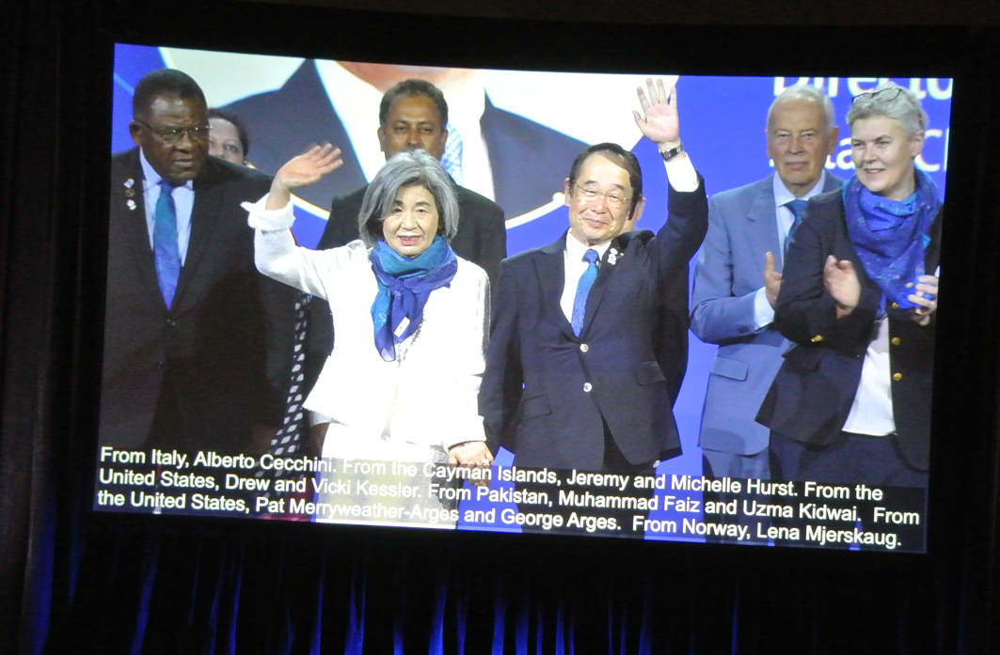 Directo
From Italy, Alberto Cecchini. From the Cayman Islands, Jeremy and Michelle Hurst. From the
United States, Drew and Vicki Kessler. From Pakistan, Muhammad Faiz and Uzma Kidwai.  From
the United States, Pat Merryweather-Arges and George Arges.  From Norway, Lena Mjerskaug.